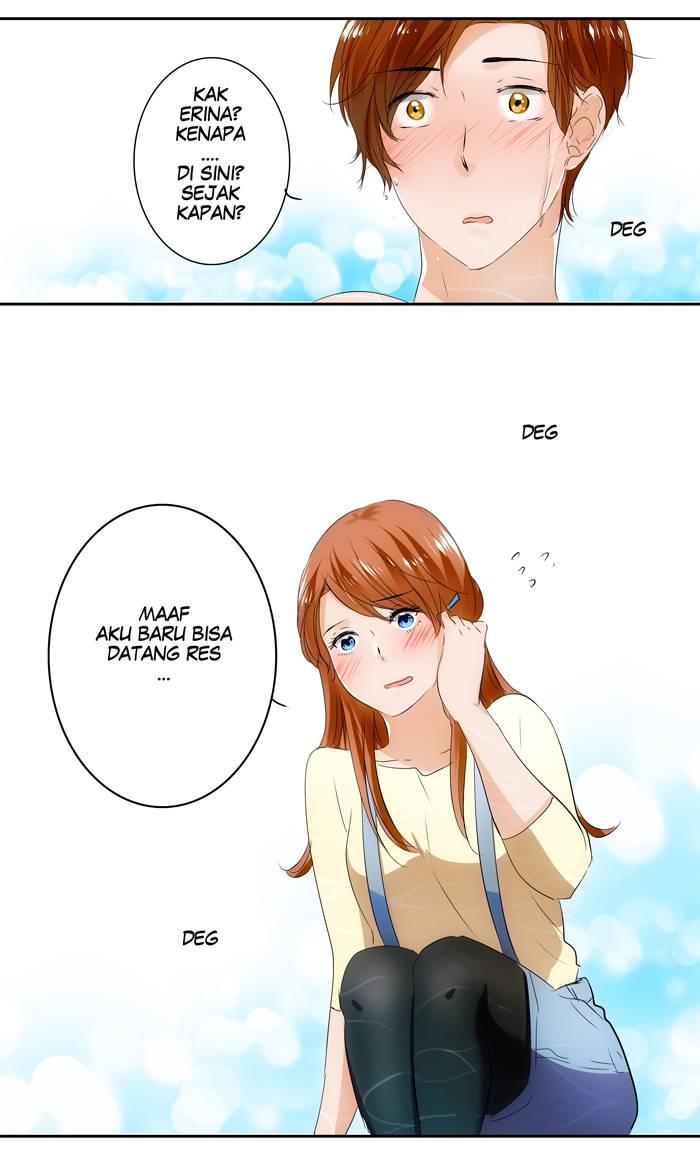 KAK
ERINA?
KENAPA
....
DI SINI?
SEJAK
KAPAN?
DEG
DEG
MAAF
AKU BARU BISA
DATANG RES
...
DEG